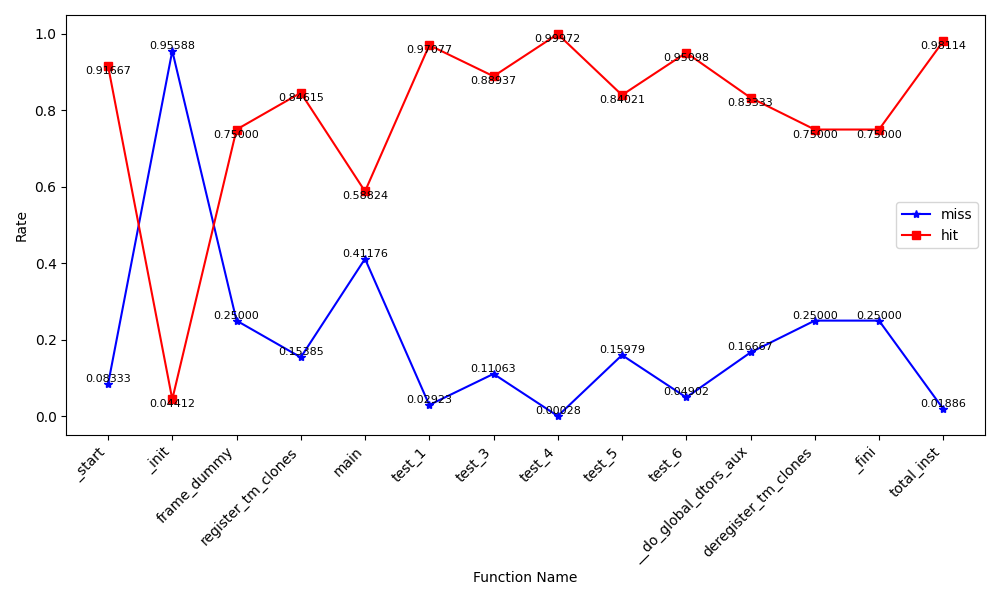 1.0
0.8
0.6
0.4
0.2
0.0
Rate
0.91667
0.95588
0.75000
0.84615
0.58824
0.97077
0.88937
0.99972
0.84021
0.95098
0.83333
0.75000
0.75000
0.98114
0.08333
0.04412
0.25000
0.15385
0.41176
0.02923
0.11063
0.00028
0.15979
0.04902
0.16667
0.25000
0.25000
0.01886
miss
hit
_start
_init
frame_dummy
register_tm_clones
main
test_1
test_3
test_4
test_5
test_6
__do_global_dtors_aux
deregister_tm_clones
_fini
total_inst
Function Name